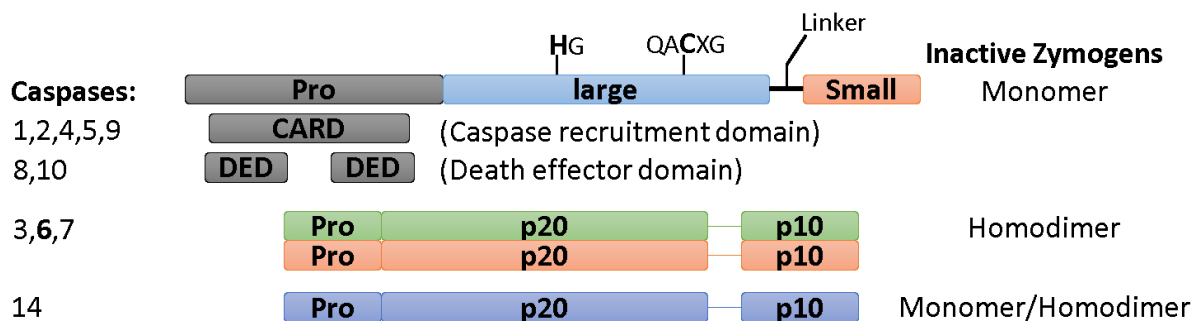 Linker
HG QACXG
Inactive Zymogens
Caspases: Pro large Small Monomer
1,2,4,5,9 CARD (Caspase recruitment domain)
8,10 DED DED (Death effector domain)
3,6,7 Pro p20 p10 Homodimer
Pro p20 p10
14 Pro p20 p10 Monomer/Homodimer